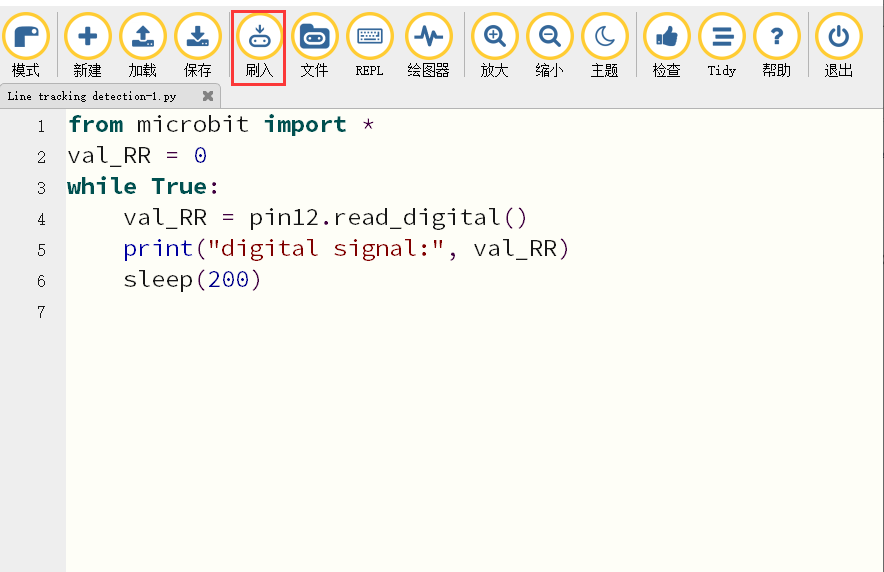 模式 新建 加载 保存 刷入 文件 REPL 绘图器 放大 缩小 主题 检查 Tidy 帮助 退出
Line tracking detection-1.py
1 from microbit import *
2 val_RR = 0
3 while True:
4     val_RR = pin12.read_digital()
5     print("digital signal:", val_RR)
6     sleep(200)
7